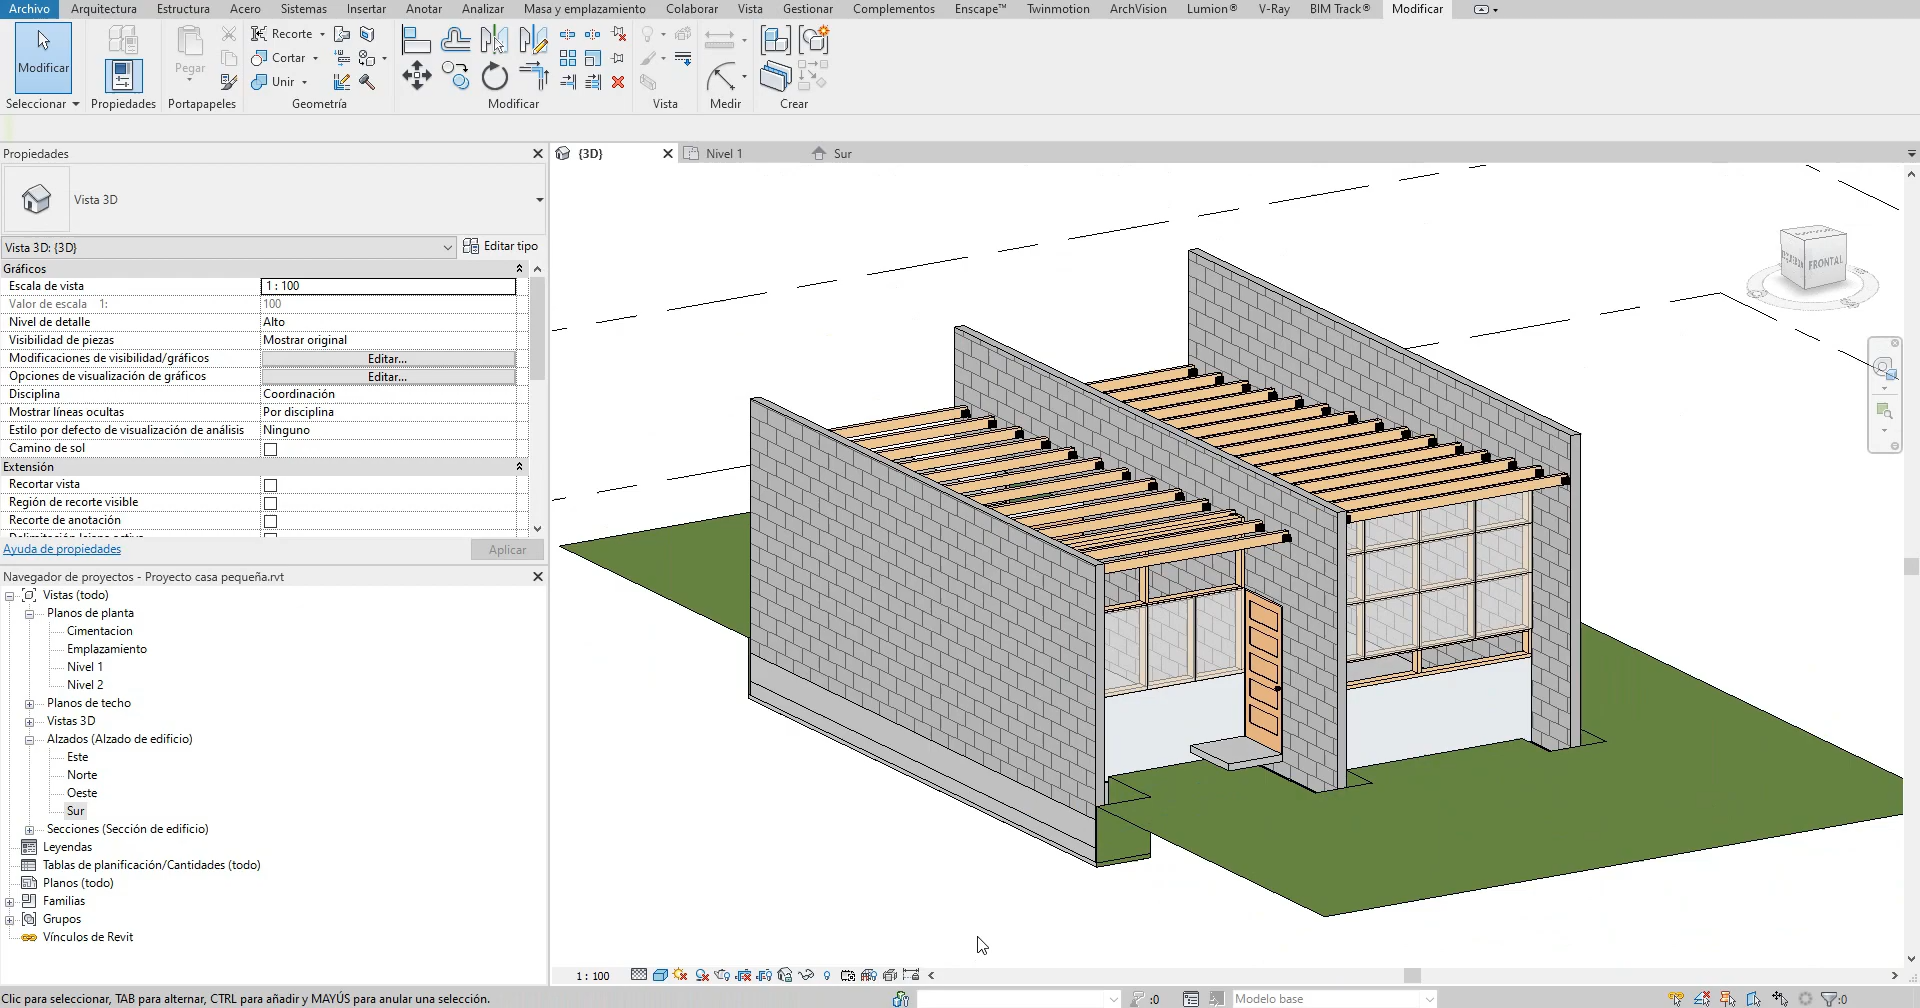 Archivo Arquitectura Estructura Acero Sistemas Insertar Anotar Analizar Masa y emplazamiento Colaborar Vista Gestionar Complementos Enscape™ Twinmotion ArchVision Lumion® V-Ray BIM Track® Modificar
Modificar
Pegar
Recorte
Cortar
Unir
Seleccionar Propiedades Portapapeles Geometría Modificar Vista Medir Crear
Propiedades
{3D} Nivel 1 Sur
Vista 3D
Vista 3D: {3D} Editar tipo
Gráficos
Escala de vista 1 : 100
Valor de escala 1: 100
Nivel de detalle Alto
Visibilidad de piezas Mostrar original
Modificaciones de visibilidad/gráficos Editar...
Opciones de visualización de gráficos Editar...
Disciplina Coordinación
Mostrar líneas ocultas Por disciplina
Estilo por defecto de visualización de análisis Ninguno
Camino de sol
Extensión
Recortar vista
Región de recorte visible
Recorte de anotación
Ayuda de propiedades Aplicar
FRONTAL
Navegador de proyectos - Proyecto casa pequeña.rvt
Vistas (todo)
Planos de planta
Cimentacion
Emplazamiento
Nivel 1
Nivel 2
Planos de techo
Vistas 3D
Alzados (Alzado de edificio)
Este
Norte
Oeste
Sur
Secciones (Sección de edificio)
Leyendas
Tablas de planificación/Cantidades (todo)
Planos (todo)
Familias
Grupos
Vínculos de Revit
1 : 100
Clic para seleccionar, TAB para alternar, CTRL para añadir y MAYÚS para anular una selección.
:0
Modelo base
:0